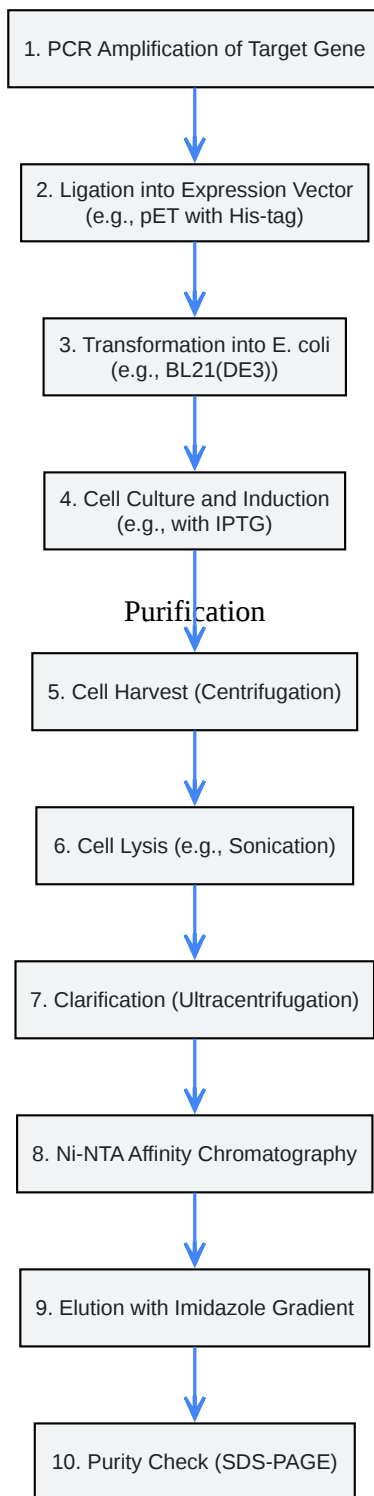 1. PCR Amplification of Target Gene
2. Ligation into Expression Vector
(e.g., pET with His-tag)
3. Transformation into E. coli
(e.g., BL21(DE3))
4. Cell Culture and Induction
(e.g., with IPTG)
Purification
5. Cell Harvest (Centrifugation)
6. Cell Lysis (e.g., Sonication)
7. Clarification (Ultracentrifugation)
8. Ni-NTA Affinity Chromatography
9. Elution with Imidazole Gradient
10. Purity Check (SDS-PAGE)